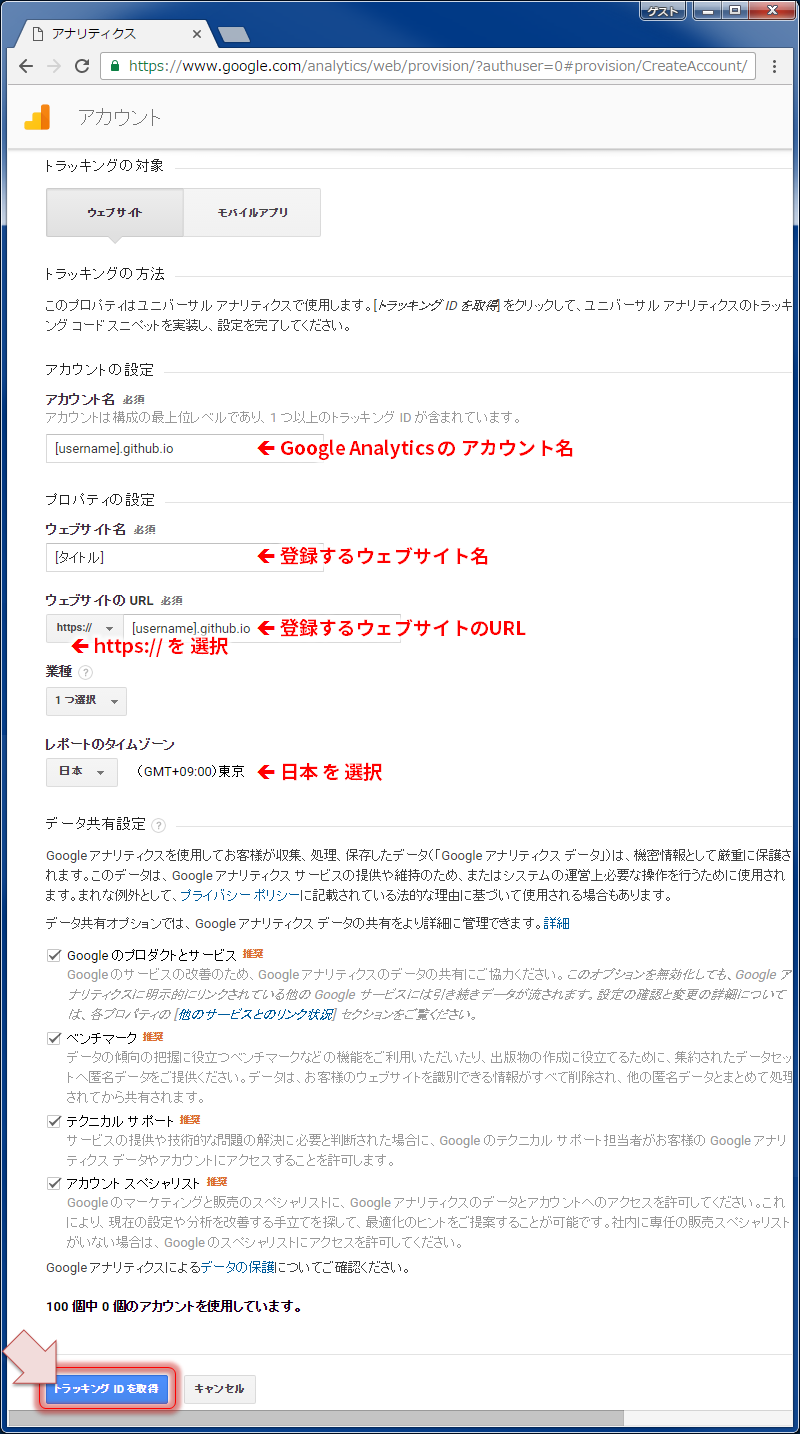 ゲスト
アナリティクス
https://www.google.com/analytics/web/provision/?authuser=0#provision/CreateAccount/
アカウント
トラッキングの対象
ウェブサイト モバイルアプリ
トラッキングの方法
このプロパティはユニバーサル アナリティクスで使用します。[トラッキング ID を取得] をクリックして、ユニバーサル アナリティクスのトラッキ
ング コード スニペットを実装し、設定を完了してください。
アカウントの設定
アカウント名 必須
アカウントは構成の最上位レベルであり、1 つ以上のトラッキング ID が含まれています。
[username].github.io ← Google Analyticsの アカウント名
プロパティの設定
ウェブサイト名 必須
[タイトル] ← 登録するウェブサイト名
ウェブサイトの URL 必須
https:// [username].github.io ← 登録するウェブサイトのURL
← https:// を 選択
業種 ?
1 つ選択
レポートのタイムゾーン
日本 (GMT+09:00)東京 ← 日本 を 選択
データ共有設定 ?
Google アナリティクスを使用してお客様が収集、処理、保存したデータ(「Google アナリティクス データ」)は、機密情報として厳重に保護さ
れます。このデータは、Google アナリティクス サービスの提供や維持のため、またはシステムの運営上必要な操作を行うために使用されま
す。まれな例外として、プライバシー ポリシーに記載されている法的な理由に基づいて使用される場合もあります。
データ共有オプションでは、Google アナリティクス データの共有をより詳細に管理できます。詳細
Google のプロダクトとサービス 推奨
Google のサービスの改善のため、Google アナリティクスのデータの共有にご協力ください。このオプションを無効化しても、Google ア
ナリティクスに明示的にリンクされている他の Google サービスには引き続きデータが流されます。設定の確認と変更の詳細について
は、各プロパティの [他のサービスとのリンク状況] セクションをご覧ください。
ベンチマーク 推奨
データの傾向の把握に役立つベンチマークなどの機能をご利用いただいたり、出版物の作成に役立てるために、集約されたデータセッ
トへ匿名データをご提供ください。データは、お客様のウェブサイトを識別できる情報がすべて削除され、他の匿名データとまとめて処理
されてから共有されます。
テクニカル サポート 推奨
サービスの提供や技術的な問題の解決に必要と判断された場合に、Google のテクニカル サポート担当者がお客様の Google アナリ
ティクス データやアカウントにアクセスすることを許可します。
アカウント スペシャリスト 推奨
Google のマーケティングと販売のスペシャリストに、Google アナリティクスのデータとアカウントへのアクセスを許可してください。これ
により、現在の設定や分析を改善する手立てを探して、最適化のヒントをご提案することが可能です。社内に専任の販売スペシャリスト
がいない場合は、Google のスペシャリストにアクセスを許可してください。
Google アナリティクスによるデータの保護についてご確認ください。
100 個中 0 個のアカウントを使用しています。
トラッキング ID を取得 キャンセル